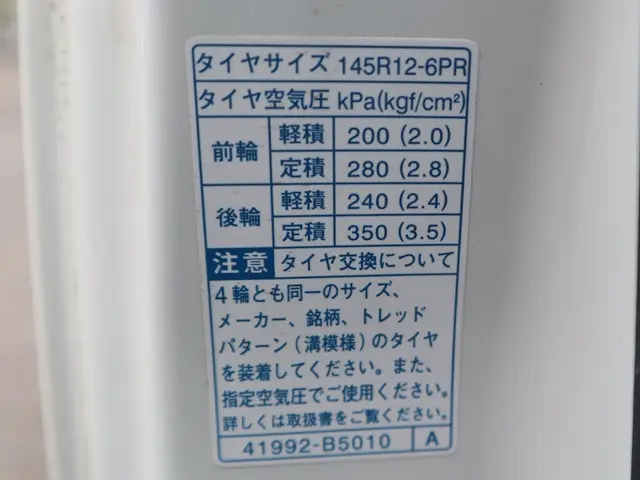 タイヤサイズ 145R12-6PR
タイヤ空気圧 kPa(kgf/cm²)
前輪 軽積 200 (2.0)
定積 280 (2.8)
後輪 軽積 240 (2.4)
定積 350 (3.5)
注意 タイヤ交換について
4輪とも同一のサイズ、
メーカー、銘柄、トレッド
パターン(溝模様)のタイヤ
を装着してください。また、
指定空気圧でご使用ください。
詳しくは取扱書をご覧ください。
41992-B5010 A